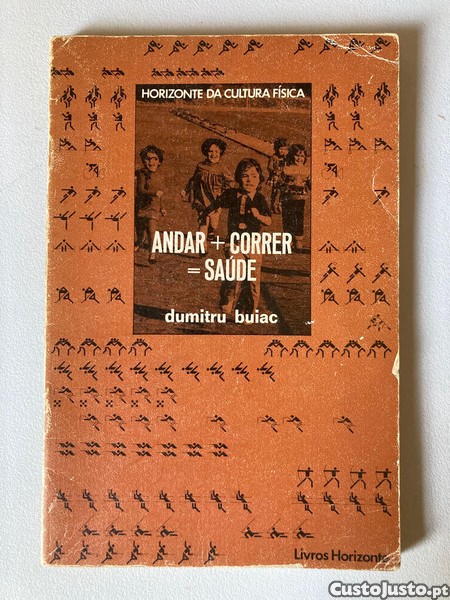 HORIZONTE DA CULTURA FÍSICA
ANDAR + CORRER
= SAÚDE
dumitru buiac
Livros Horizonte
CustoJusto.pt